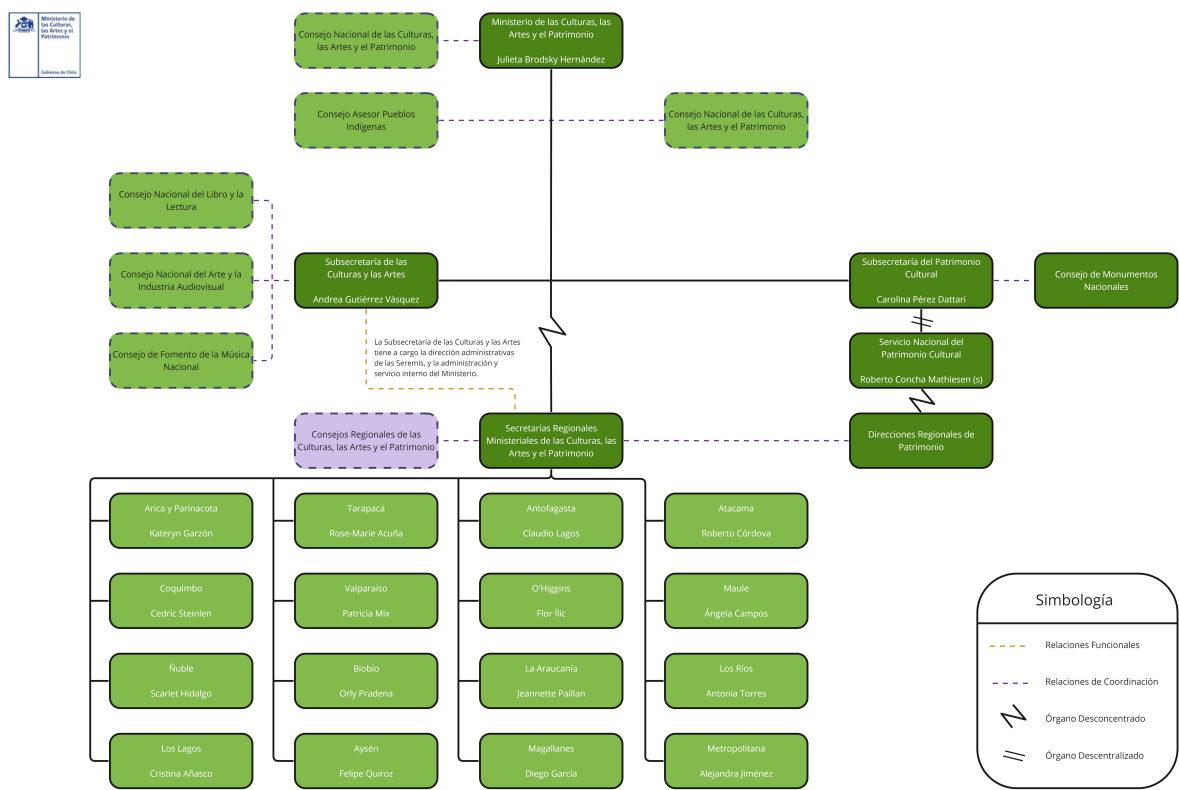 Ministerio de
las Culturas,
las Artes y el
Patrimonio
Gobierno de Chile
Consejo Nacional de las Culturas,
las Artes y el Patrimonio
Ministerio de las Culturas, las
Artes y el Patrimonio
Julieta Brodsky Hernández
Consejo Asesor Pueblos
Indígenas
Consejo Nacional de las Culturas,
las Artes y el Patrimonio
Consejo Nacional del Libro y la
Lectura
Consejo Nacional del Arte y la
Industria Audiovisual
Consejo de Fomento de la Música
Nacional
Subsecretaría de las
Culturas y las Artes
Andrea Gutiérrez Vásquez
Subsecretaría del Patrimonio
Cultural
Carolina Pérez Dattari
Consejo de Monumentos
Nacionales
La Subsecretaría de las Culturas y las Artes
tiene a cargo la dirección administrativas
de las Seremis, y la administración y
servicio interno del Ministerio.
Servicio Nacional del
Patrimonio Cultural
Roberto Concha Mathiesen (s)
Consejos Regionales de las
Culturas, las Artes y el Patrimonio
Secretarías Regionales
Ministeriales de las Culturas, las
Artes y el Patrimonio
Direcciones Regionales de
Patrimonio
Arica y Parinacota
Kateryn Garzón
Tarapacá
Rose-Marie Acuña
Antofagasta
Claudio Lagos
Atacama
Roberto Córdova
Coquimbo
Cedric Steinlen
Valparaíso
Patricia Mix
O'Higgins
Flor Ílic
Maule
Ángela Campos
Ñuble
Scarlet Hidalgo
Biobío
Orly Pradena
La Araucanía
Jeannette Paillan
Los Ríos
Antonia Torres
Los Lagos
Cristina Añasco
Aysén
Felipe Quiroz
Magallanes
Diego García
Metropolitana
Alejandra Jiménez
Simbología
Relaciones Funcionales
Relaciones de Coordinación
Órgano Desconcentrado
Órgano Descentralizado